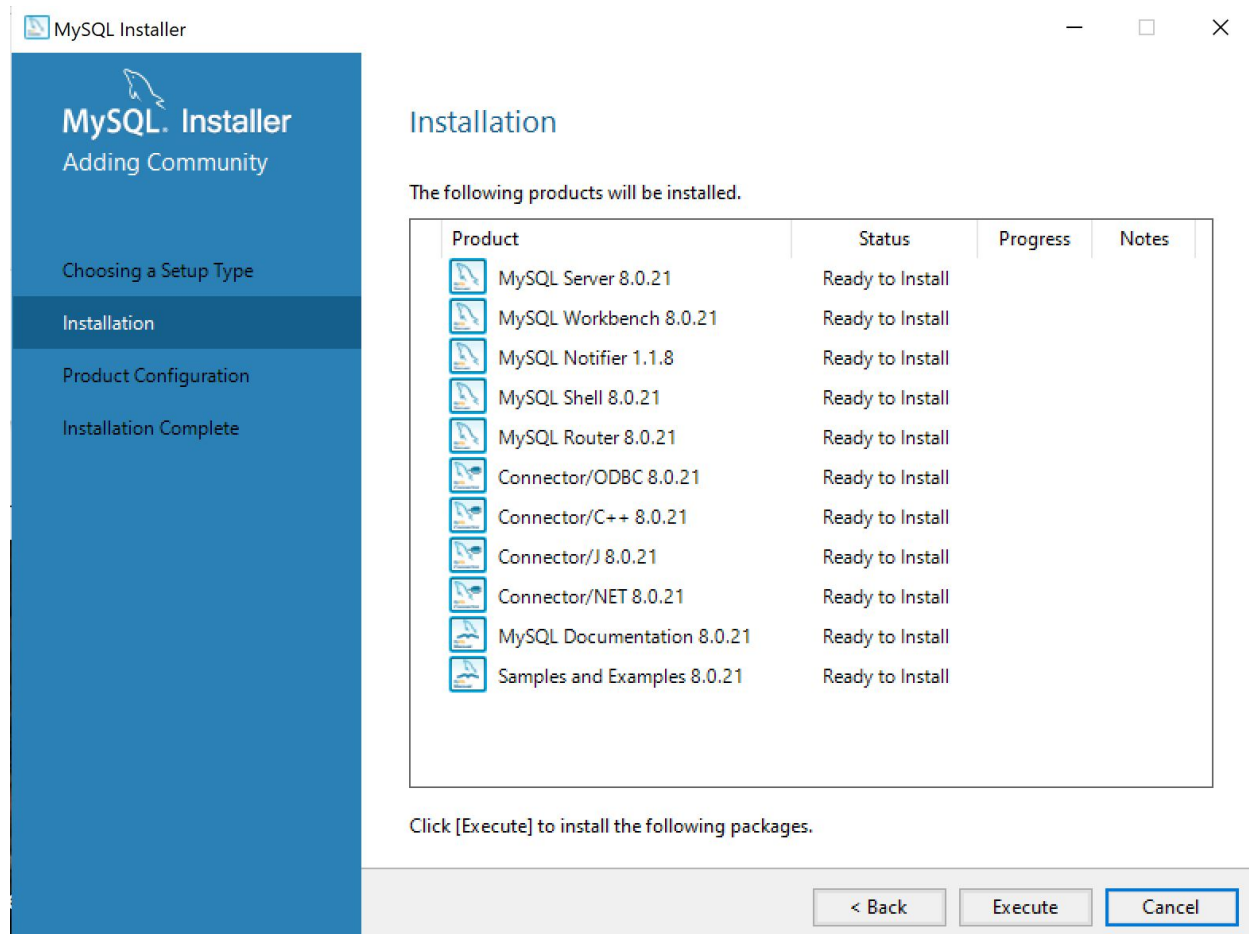 MySQL Installer
MySQL. Installer
Adding Community
Choosing a Setup Type
Installation
Product Configuration
Installation Complete
Installation
The following products will be installed.
Product Status Progress Notes
MySQL Server 8.0.21 Ready to Install
MySQL Workbench 8.0.21 Ready to Install
MySQL Notifier 1.1.8 Ready to Install
MySQL Shell 8.0.21 Ready to Install
MySQL Router 8.0.21 Ready to Install
Connector/ODBC 8.0.21 Ready to Install
Connector/C++ 8.0.21 Ready to Install
Connector/J 8.0.21 Ready to Install
Connector/NET 8.0.21 Ready to Install
MySQL Documentation 8.0.21 Ready to Install
Samples and Examples 8.0.21 Ready to Install
Click [Execute] to install the following packages.
< Back Execute Cancel